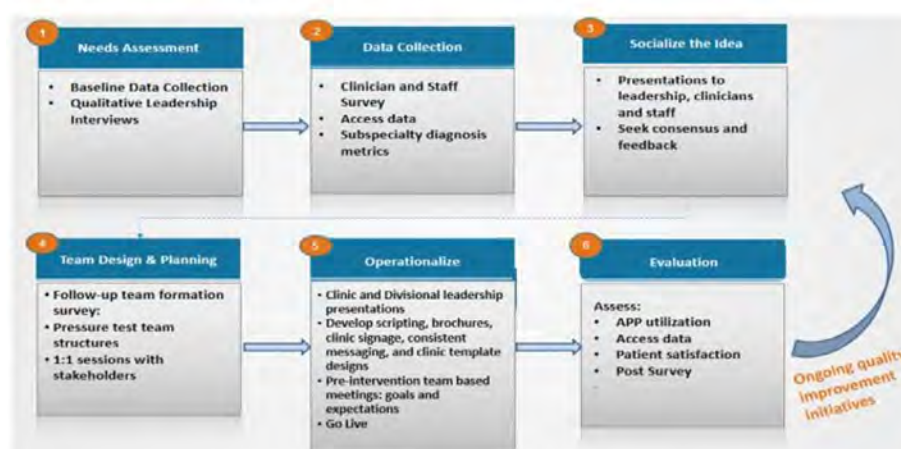 1
Needs Assessment
• Baseline Data Collection
• Qualitative Leadership
Interviews
2
Data Collection
• Clinician and Staff
Survey
• Access data
• Subspecialty diagnosis
metrics
3
Socialize the Idea
• Presentations to
leadership, clinicians
and staff
• Seek consensus and
feedback
4
Team Design & Planning
• Follow-up team formation
survey:
• Pressure test team
structures
• 1:1 sessions with
stakeholders
5
Operationalize
• Clinic and Divisional leadership
presentations
• Develop scripting, brochures,
clinic signage, consistent
messaging, and clinic template
designs
• Pre-intervention team based
meetings: goals and
expectations
• Go Live
6
Evaluation
Assess:
• APP utilization
• Access data
• Patient satisfaction
• Post Survey
Ongoing quality
improvement
initiatives